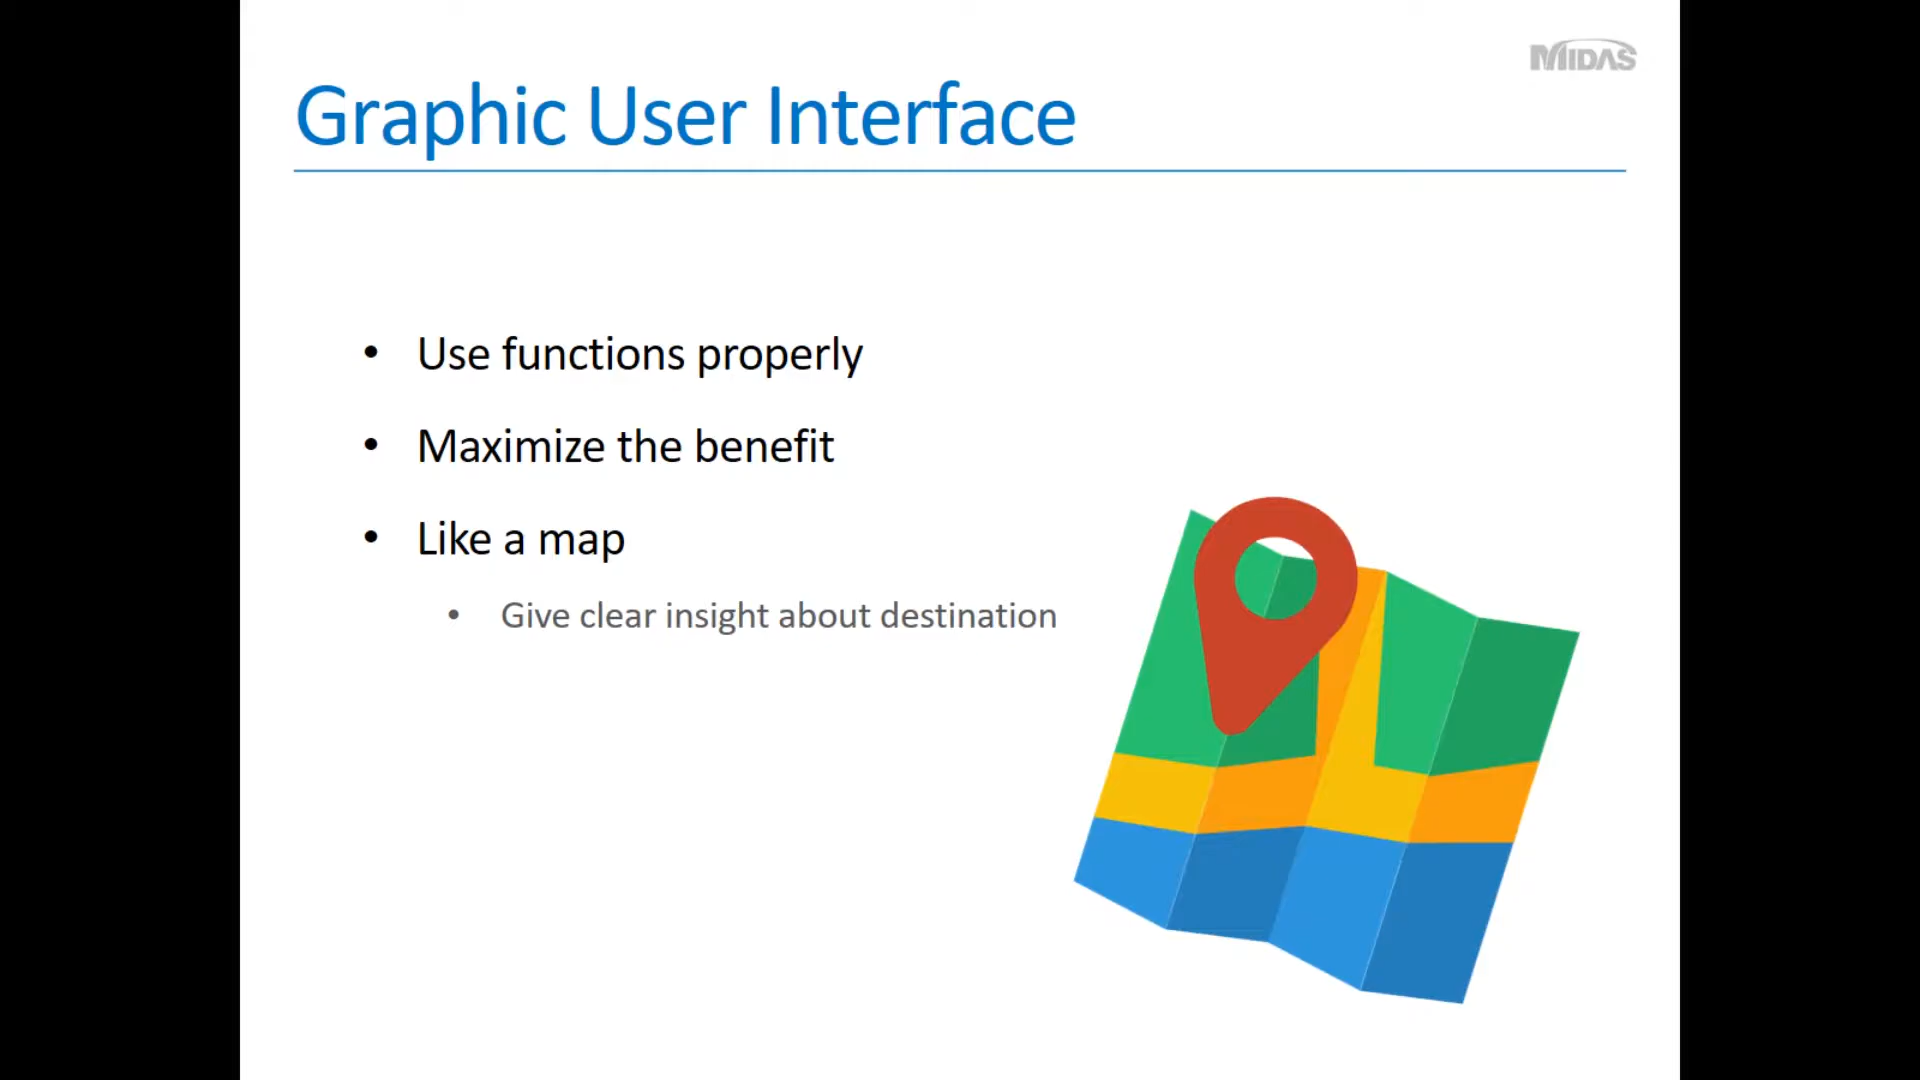 MIDAS
Graphic User Interface
• Use functions properly
• Maximize the benefit
• Like a map
• Give clear insight about destination